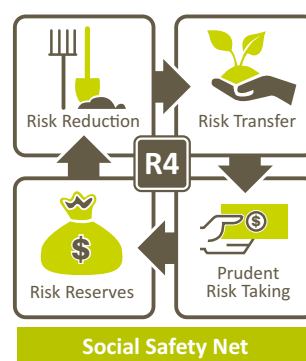 Risk Reduction
Risk Transfer
R4
$
$
Risk Reserves
Prudent
Risk Taking
Social Safety Net